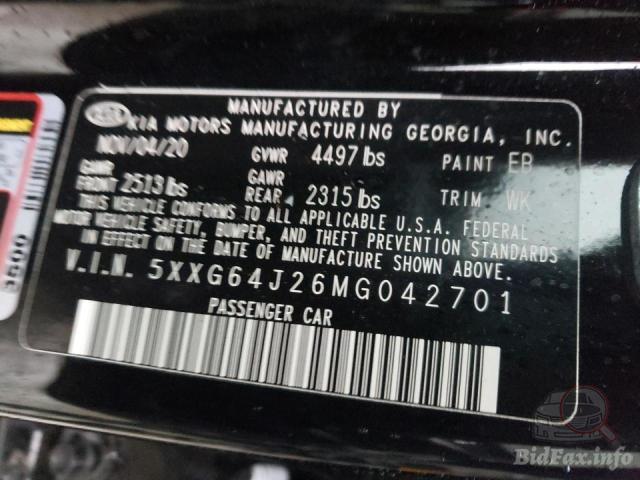 MANUFACTURED BY
KIA KIA MOTORS MANUFACTURING GEORGIA, INC.
NOV/04/20 GVWR 4497 lbs PAINT EB
GAWR FRONT 2513 lbs GAWR REAR 2315 lbs TRIM WK
THIS VEHICLE CONFORMS TO ALL APPLICABLE U.S.A. FEDERAL
MOTOR VEHICLE SAFETY, BUMPER, AND THEFT PREVENTION STANDARDS
IN EFFECT ON THE DATE OF MANUFACTURE SHOWN ABOVE
V.I.N. 5XXG64J26MG042701
PASSENGER CAR
BidFax.info